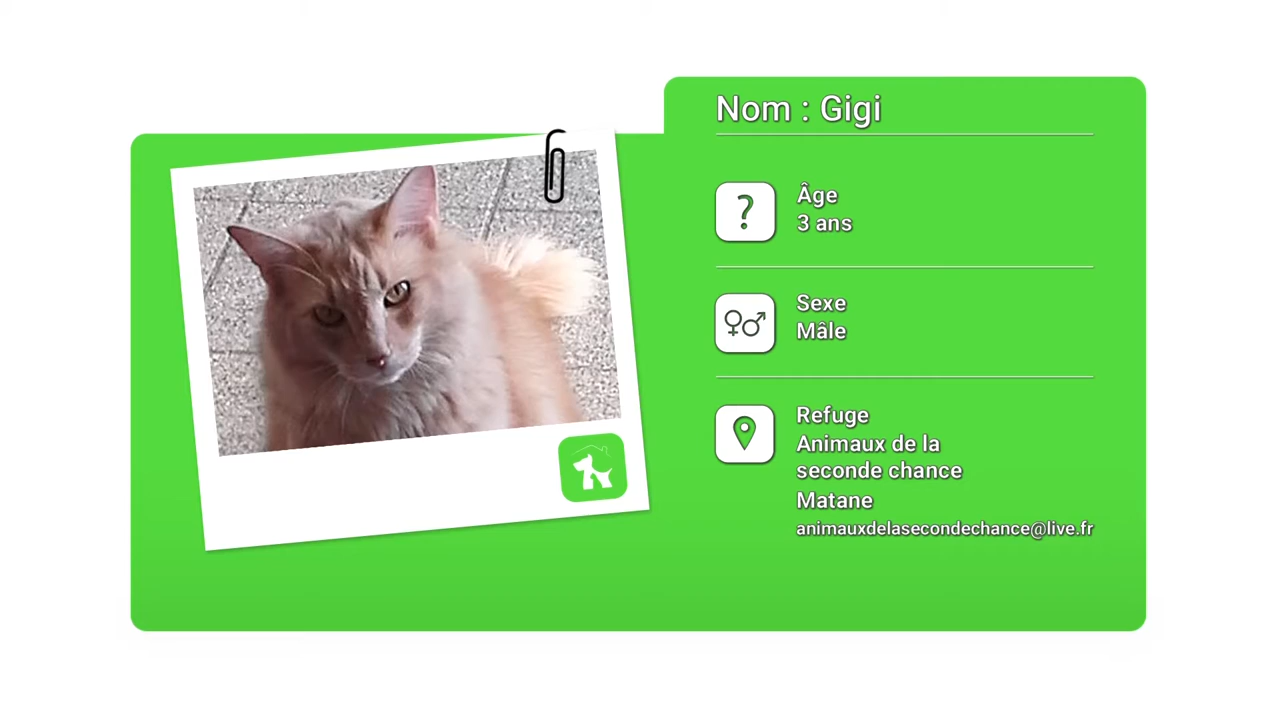 Nom : Gigi
?
Âge
3 ans
Sexe
Mâle
Refuge
Animaux de la
seconde chance
Matane
animauxdelasecondechance@live.fr